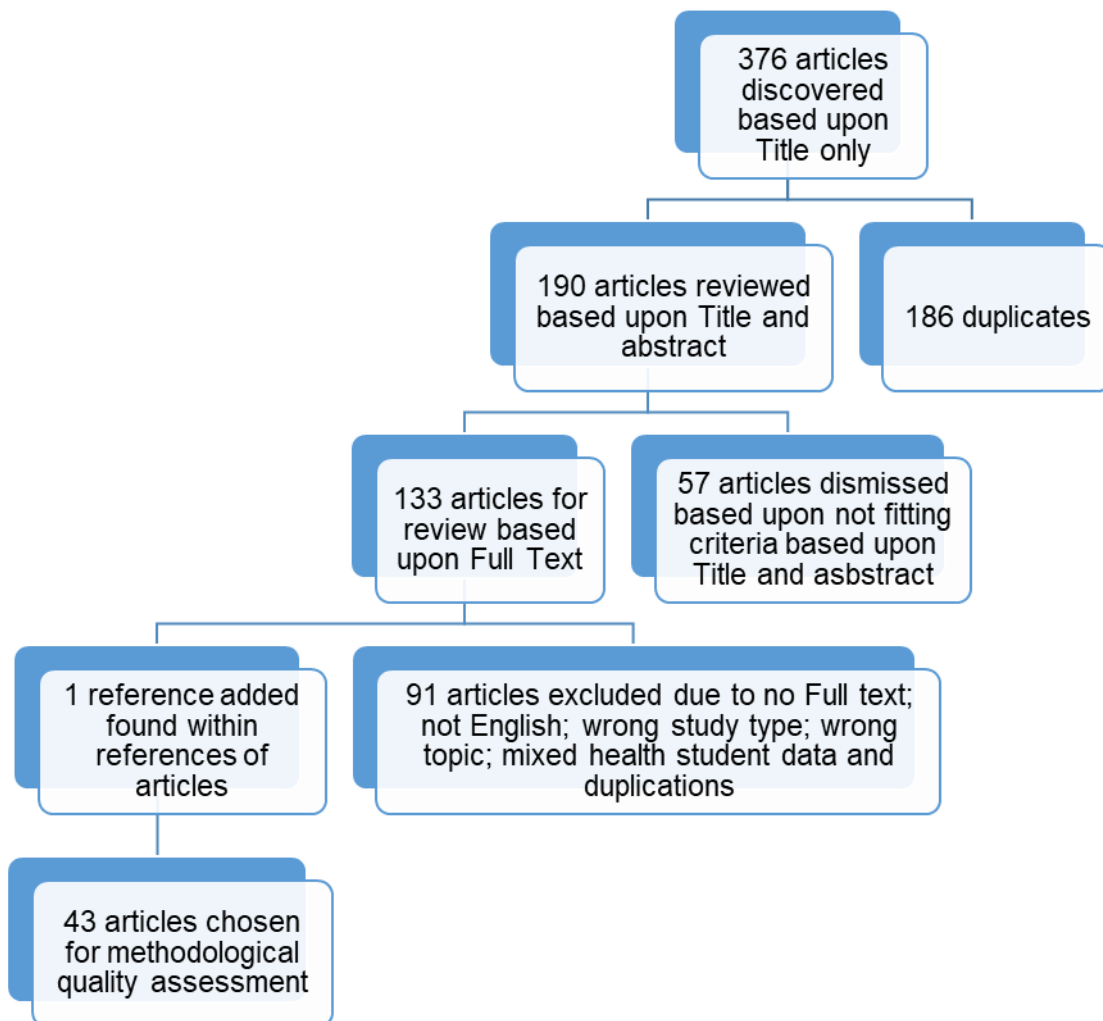 376 articles
discovered
based upon
Title only
190 articles reviewed
based upon Title and
abstract
186 duplicates
133 articles for
review based
upon Full Text
57 articles dismissed
based upon not fitting
criteria based upon
Title and asbstract
1 reference added
found within
references of
articles
91 articles excluded due to no Full text;
not English; wrong study type; wrong
topic; mixed health student data and
duplications
43 articles chosen
for methodological
quality assessment